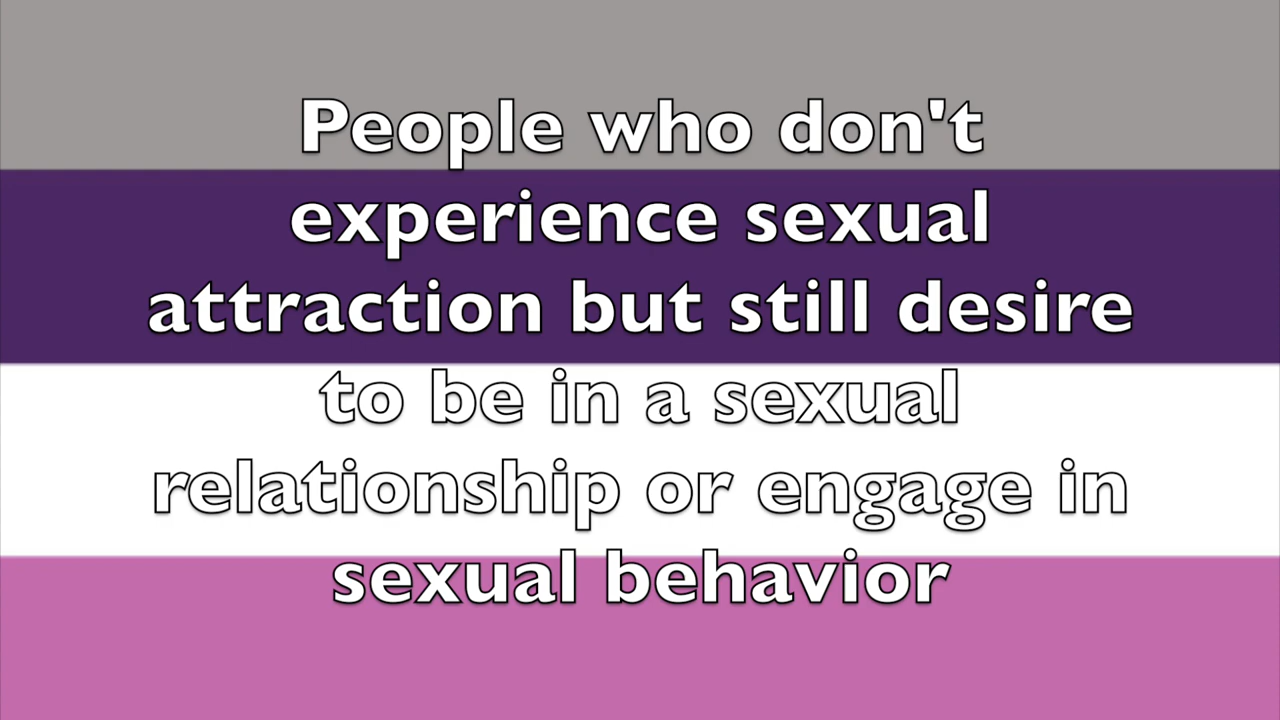 People who don't
experience sexual
attraction but still desire
to be in a sexual
relationship or engage in
sexual behavior